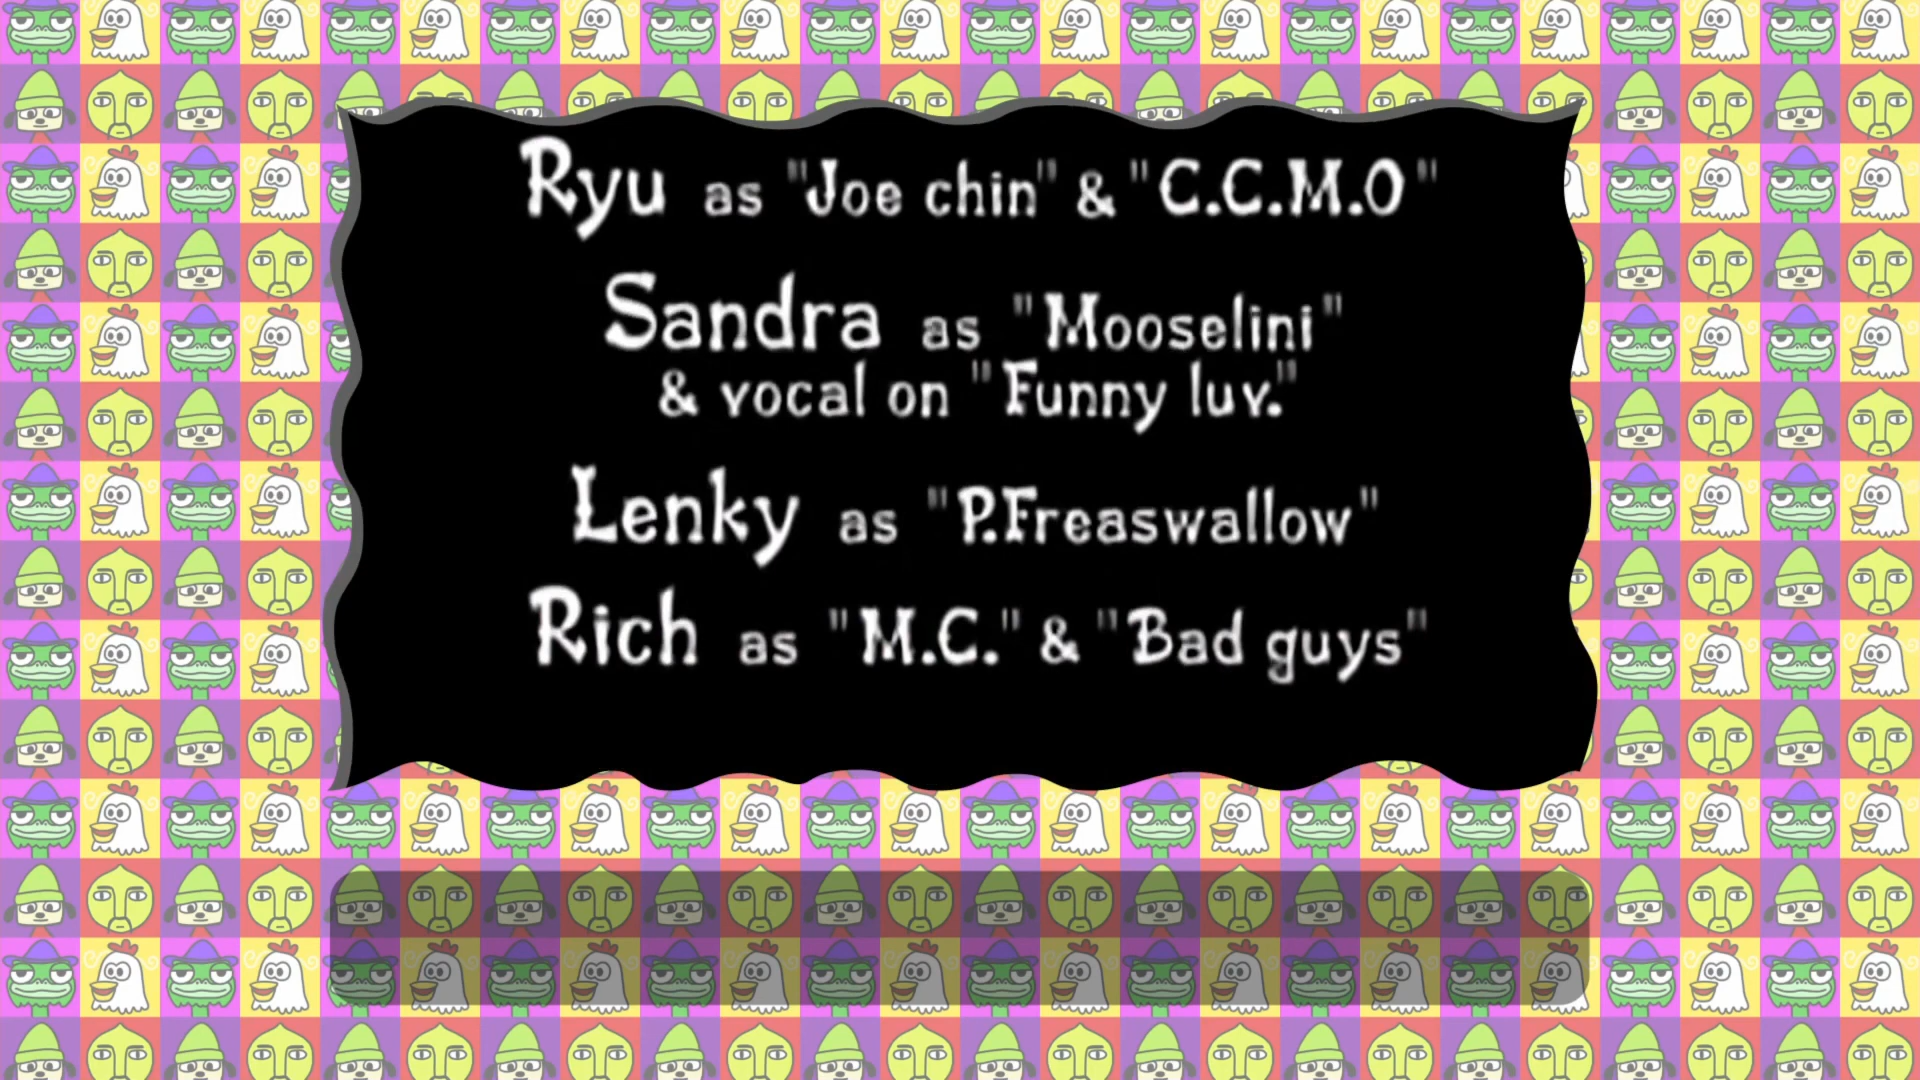 Ryu as "Joe chin" & "C.C.M.O"
Sandra as "Mooselini"
& vocal on "Funny luv."
Lenky as "P.Freaswallow"
Rich as "M.C." & "Bad guys"